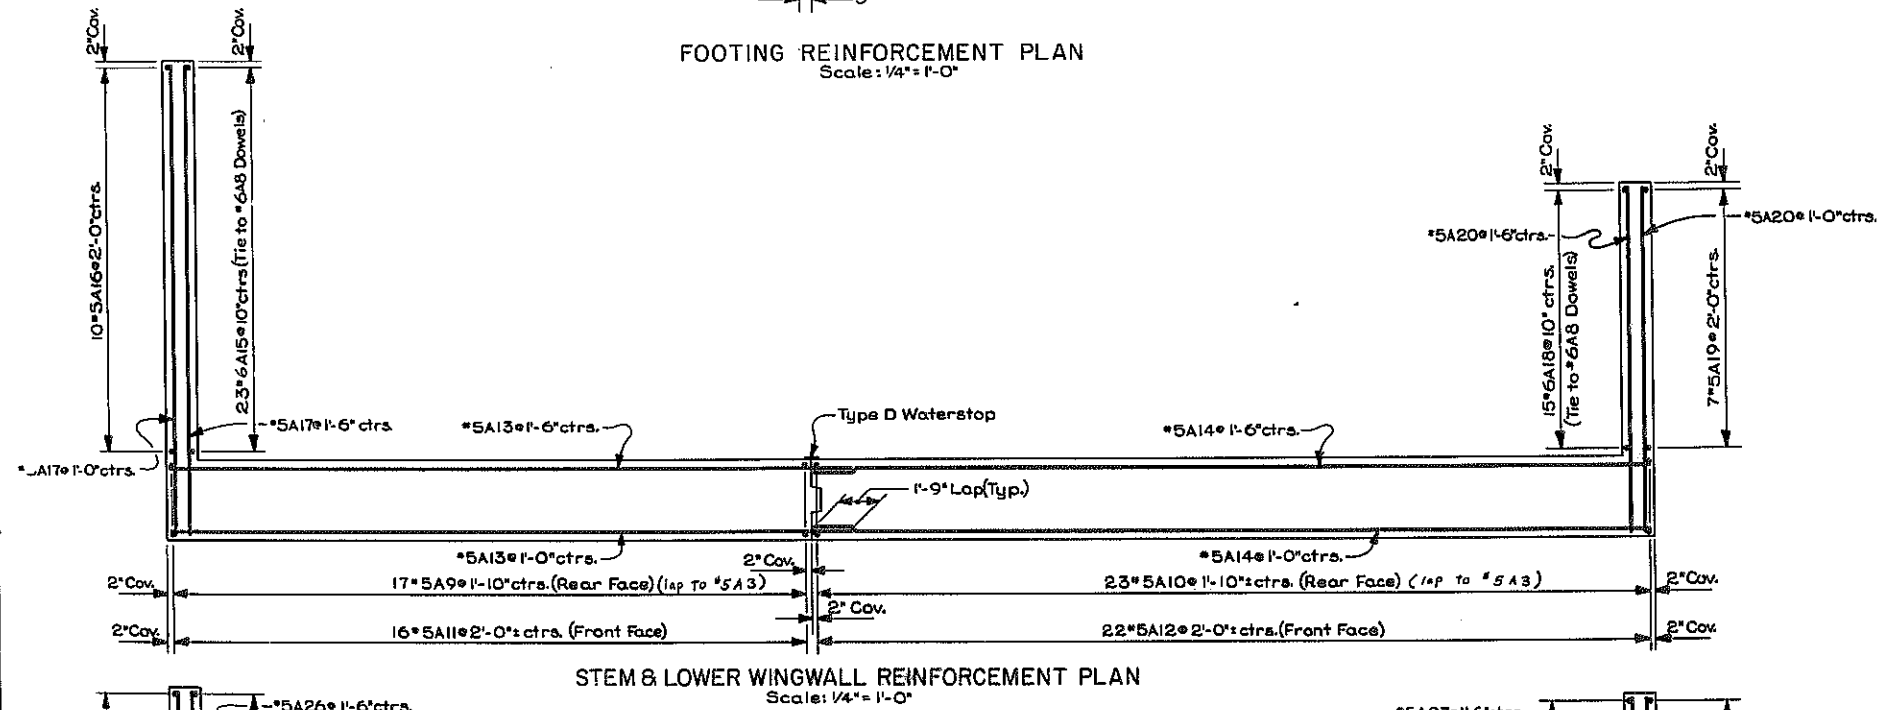 FOOTING REINFORCEMENT PLAN
Scale: 1/4"= 1'-0"
2"Cov.
2"Cov.
10#5A16@2'-0"ctrs.
23#6A15@10"ctrs(Tie to #6A8 Dowels)
2"Cov.
2"Cov.
#5A20@1'-0"ctrs.
#5A20@1'-6"ctrs.
15#6A18@10" ctrs.
(Tie to #6A8 Dowels)
7#5A19@2'-0"ctrs.
Type D Waterstop
#5A17@1'-6" ctrs.
#5A13@1'-6"ctrs.
#5A14@1'-6"ctrs.
A17@1'-0"ctrs.
1'-9" Lap(Typ.)
#5A13@1'-0"ctrs.
#5A14@1'-0"ctrs.
2"Cov.
2"Cov.
17#5A9@1'-10"ctrs.(Rear Face)(lap To #5A3)
23#5A10@1'-10"±ctrs. (Rear Face) (lap to #5A3)
2"Cov.
2" Cov.
2"Cov.
16#5A11@2'-0"±ctrs. (Front Face)
22#5A12@2'-0"±ctrs.(Front Face)
2"Cov.
STEM & LOWER WINGWALL REINFORCEMENT PLAN
Scale: 1/4"= 1'-0"
#5A26@1'-6"ctrs.